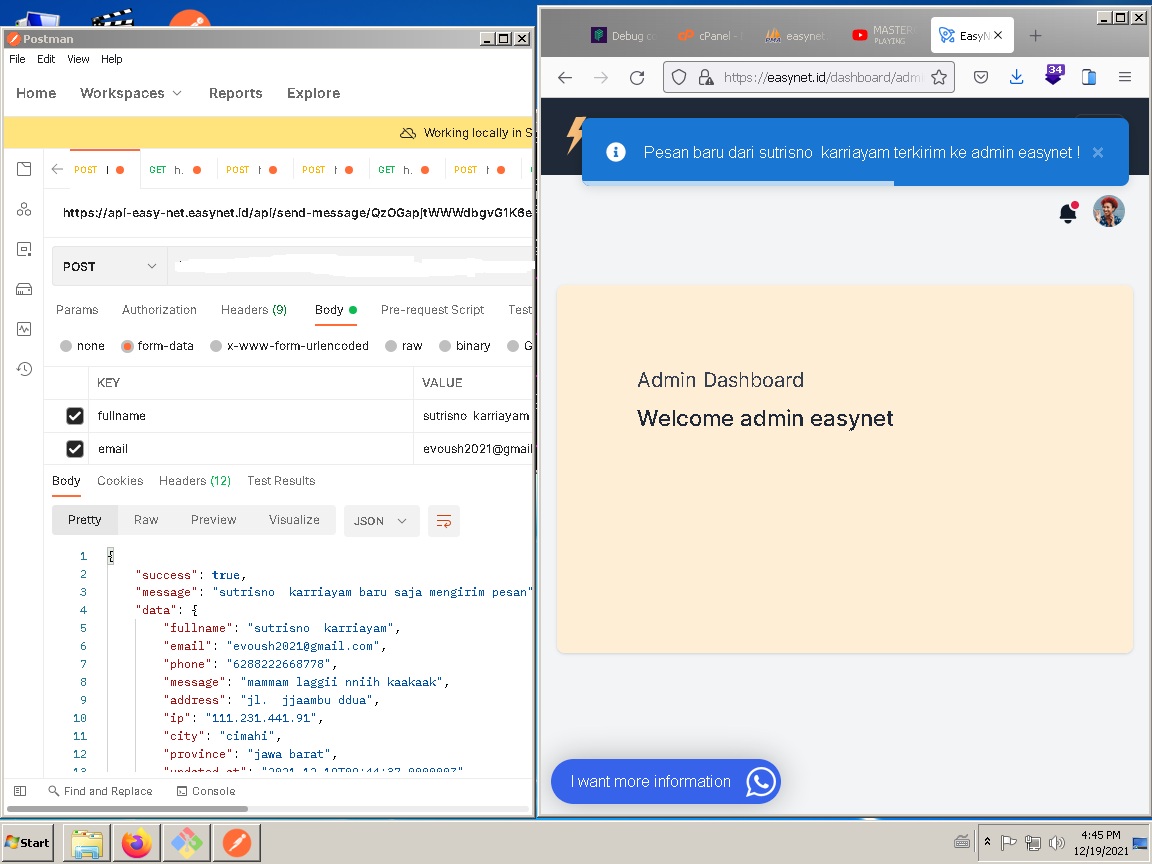 Postman
File Edit View Help
Home Workspaces Reports Explore
Working locally in S
POST GET h. POST POST GET h. POST
https://api-easy-net.easynet.id/api/send-message/QzOGapjtWWWdbgvG1K6e
POST
Params Authorization Headers (9) Body Pre-request Script Test
none form-data x-www-form-urlencoded raw binary G
KEY VALUE
fullname sutrisno karriayam
email evoush2021@gmail
Body Cookies Headers (12) Test Results
Pretty Raw Preview Visualize JSON
1 {
2 "success": true,
3 "message": "sutrisno karriayam baru saja mengirim pesan"
4 "data": {
5 "fullname": "sutrisno karriayam",
6 "email": "evoush2021@gmail.com",
7 "phone": "6288222668778",
8 "message": "mammam laggii nniih kaakaak",
9 "address": "jl. jjaambu ddua",
10 "ip": "111.231.441.91",
11 "city": "cimahi",
12 "province": "jawa barat",
Find and Replace Console
Debug co cPanel - easynet. MASTER PLAYING EasyN
https://easynet.id/dashboard/adm
34
Pesan baru dari sutrisno karriayam terkirim ke admin easynet !
Admin Dashboard
Welcome admin easynet
I want more information
Start
4:45 PM
12/19/2021